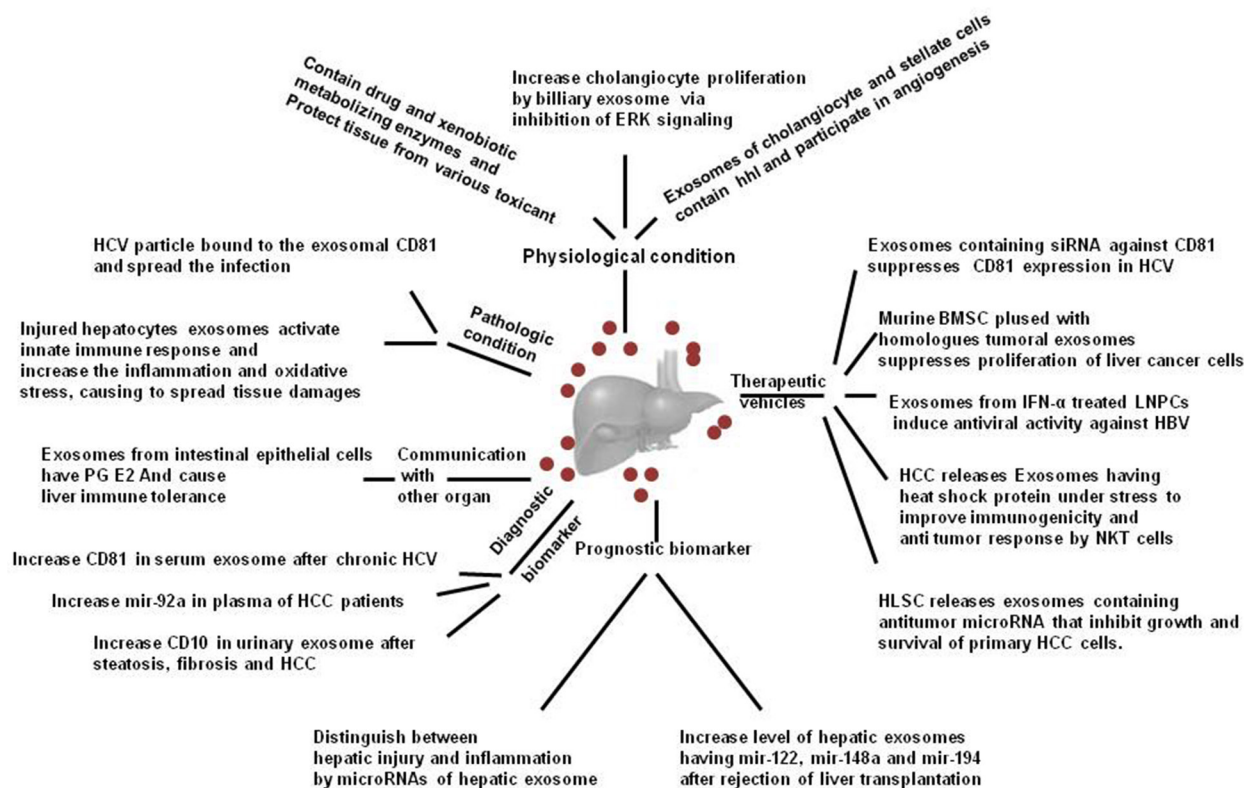 Contain drug and xenobiotic
metabolizing enzymes and
Protect tissue from various toxicant
Increase cholangiocyte proliferation
by billiary exosome via
inhibition of ERK signaling
Exosomes of cholangiocyte and stellate cells
contain hhl and participate in angiogenesis
Physiological condition
HCV particle bound to the exosomal CD81
and spread the infection
Injured hepatocytes exosomes activate
innate immune response and
increase the inflammation and oxidative
stress, causing to spread tissue damages
Pathologic
condition
Exosomes from intestinal epithelial cells
have PG E2 And cause
liver immune tolerance
Communication
with
other organ
Diagnostic
biomarker
Increase CD81 in serum exosome after chronic HCV
Increase mir-92a in plasma of HCC patients
Increase CD10 in urinary exosome after
steatosis, fibrosis and HCC
Prognostic biomarker
Distinguish between
hepatic injury and inflammation
by microRNAs of hepatic exosome
Increase level of hepatic exosomes
having mir-122, mir-148a and mir-194
after rejection of liver transplantation
Therapeutic
vehicles
Exosomes containing siRNA against CD81
suppresses CD81 expression in HCV
Murine BMSC plused with
homologues tumoral exosomes
suppresses proliferation of liver cancer cells
Exosomes from IFN-α treated LNPCs
induce antiviral activity against HBV
HCC releases Exosomes having
heat shock protein under stress to
improve immunogenicity and
anti tumor response by NKT cells
HLSC releases exosomes containing
antitumor microRNA that inhibit growth and
survival of primary HCC cells.